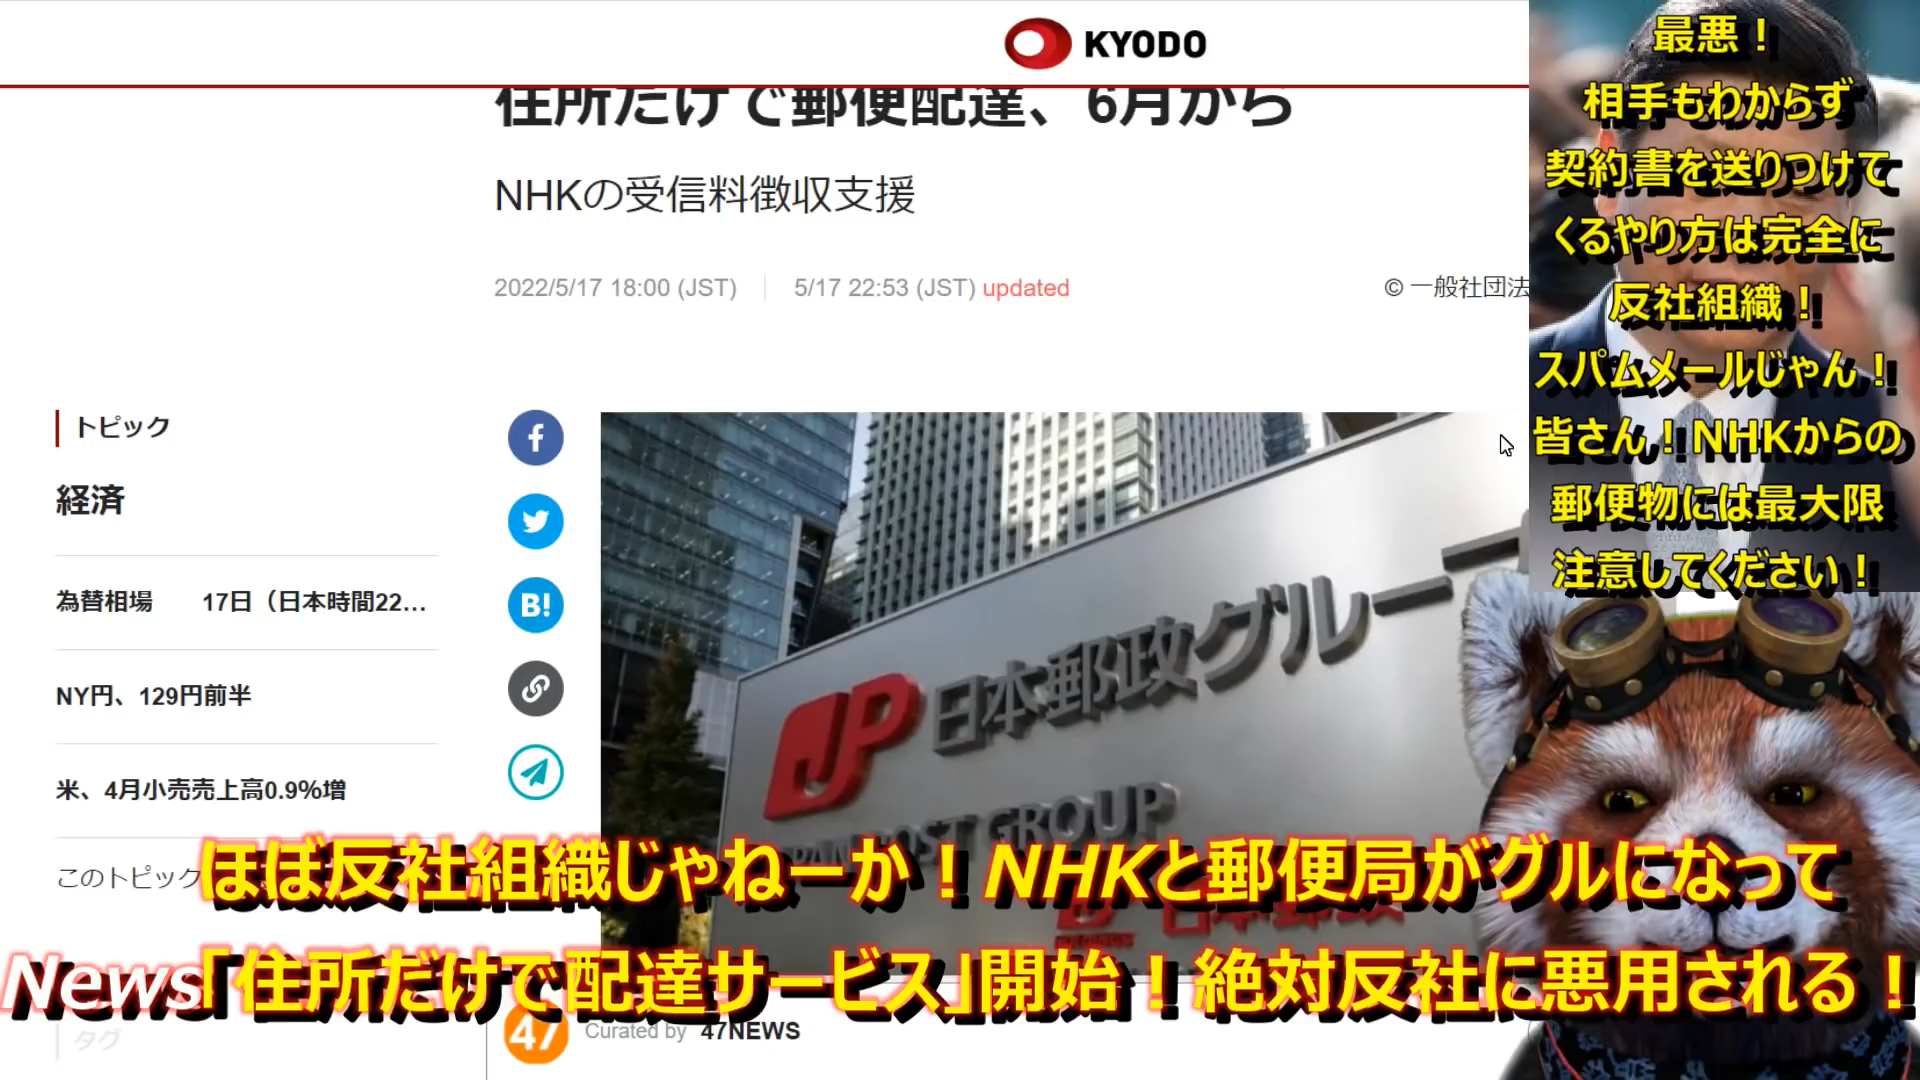 KYODO
住所だけで郵便配達、6月から
NHKの受信料徴収支援
2022/5/17 18:00 (JST)
5/17 22:53 (JST) updated
© 一般社団法
トピック
経済
為替相場 17日（日本時間22…
NY円、129円前半
米、4月小売売上高0.9%増
このトピック
タグ
f
B!
JP 日本郵政グルー
POST GROUP
47
Curated by 47NEWS
最悪！
相手もわからず
契約書を送りつけて
くるやり方は完全に
反社組織！
スパムメールじゃん！
皆さん！NHKからの
郵便物には最大限
注意してください！
ほぼ反社組織じゃねーか！NHKと郵便局がグルになって
News「住所だけで配達サービス」開始！絶対反社に悪用される！